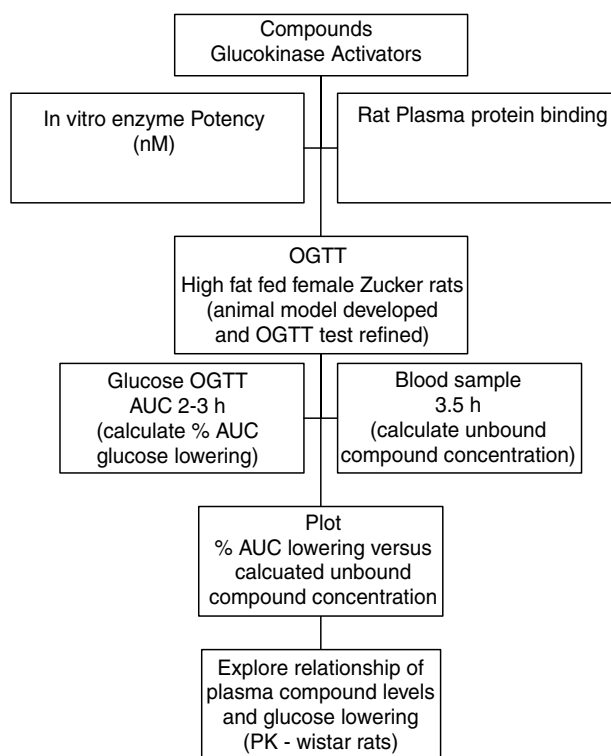 Compounds
Glucokinase Activators
In vitro enzyme Potency
(nM)
Rat Plasma protein binding
OGTT
High fat fed female Zucker rats
(animal model developed
and OGTT test refined)
Glucose OGTT
AUC 2-3 h
(calculate % AUC
glucose lowering)
Blood sample
3.5 h
(calculate unbound
compound concentration)
Plot
% AUC lowering versus
calcuated unbound
compound concentration
Explore relationship of
plasma compound levels
and glucose lowering
(PK - wistar rats)